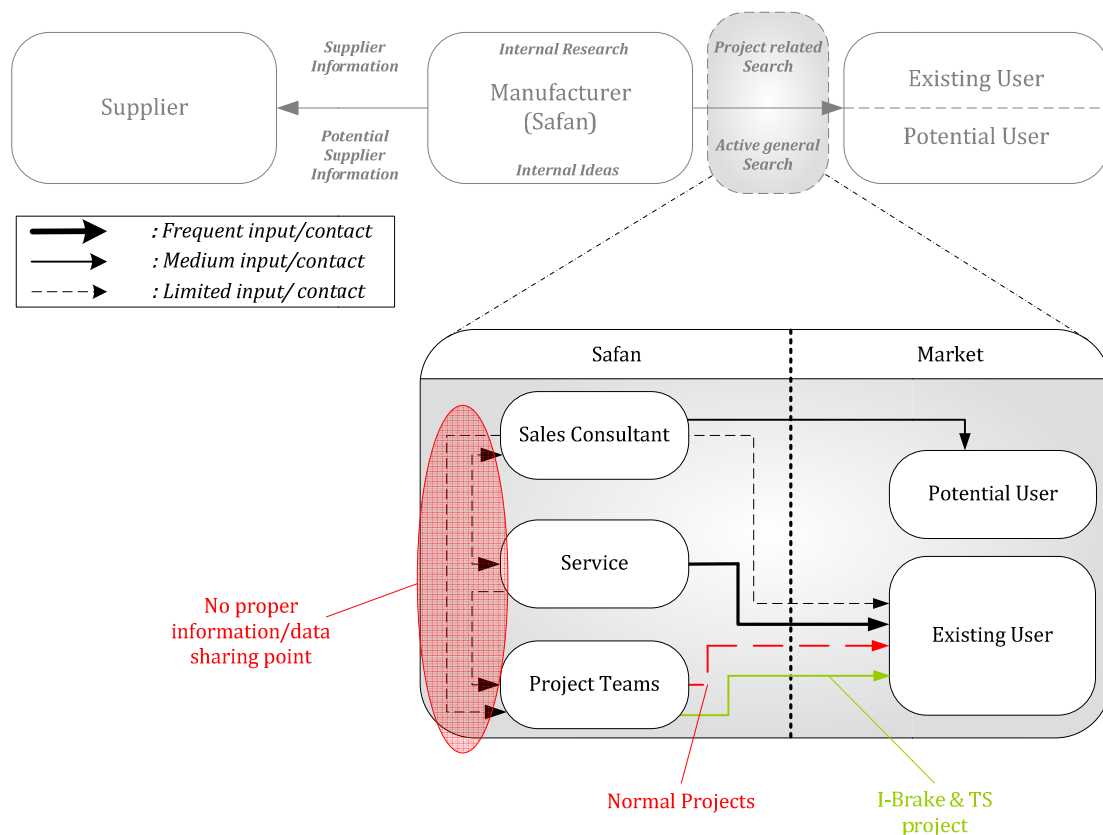 Supplier
Supplier
Information
Potential
Supplier
Information
Internal Research
Manufacturer
(Safan)
Internal Ideas
Project related
Search
Active general
Search
Existing User
Potential User
: Frequent input/contact
: Medium input/contact
: Limited input/ contact
Safan
Market
Sales Consultant
Potential User
Service
Existing User
Project Teams
No proper
information/data
sharing point
Normal Projects
I-Brake & TS
project